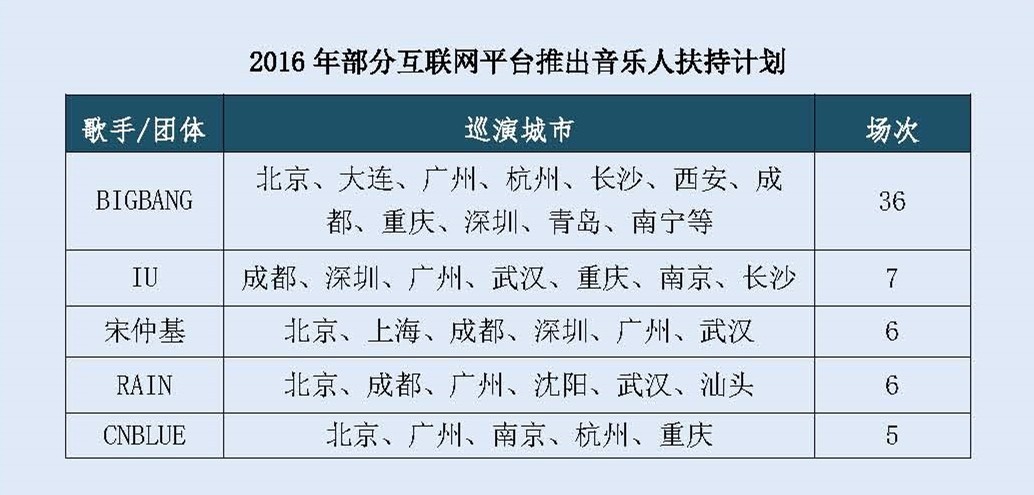 2016 年部分互联网平台推出音乐人扶持计划
歌手/团体 巡演城市 场次
BIGBANG 北京、大连、广州、杭州、长沙、西安、成
都、重庆、深圳、青岛、南宁等 36
IU 成都、深圳、广州、武汉、重庆、南京、长沙 7
宋仲基 北京、上海、成都、深圳、广州、武汉 6
RAIN 北京、成都、广州、沈阳、武汉、汕头 6
CNBLUE 北京、广州、南京、杭州、重庆 5